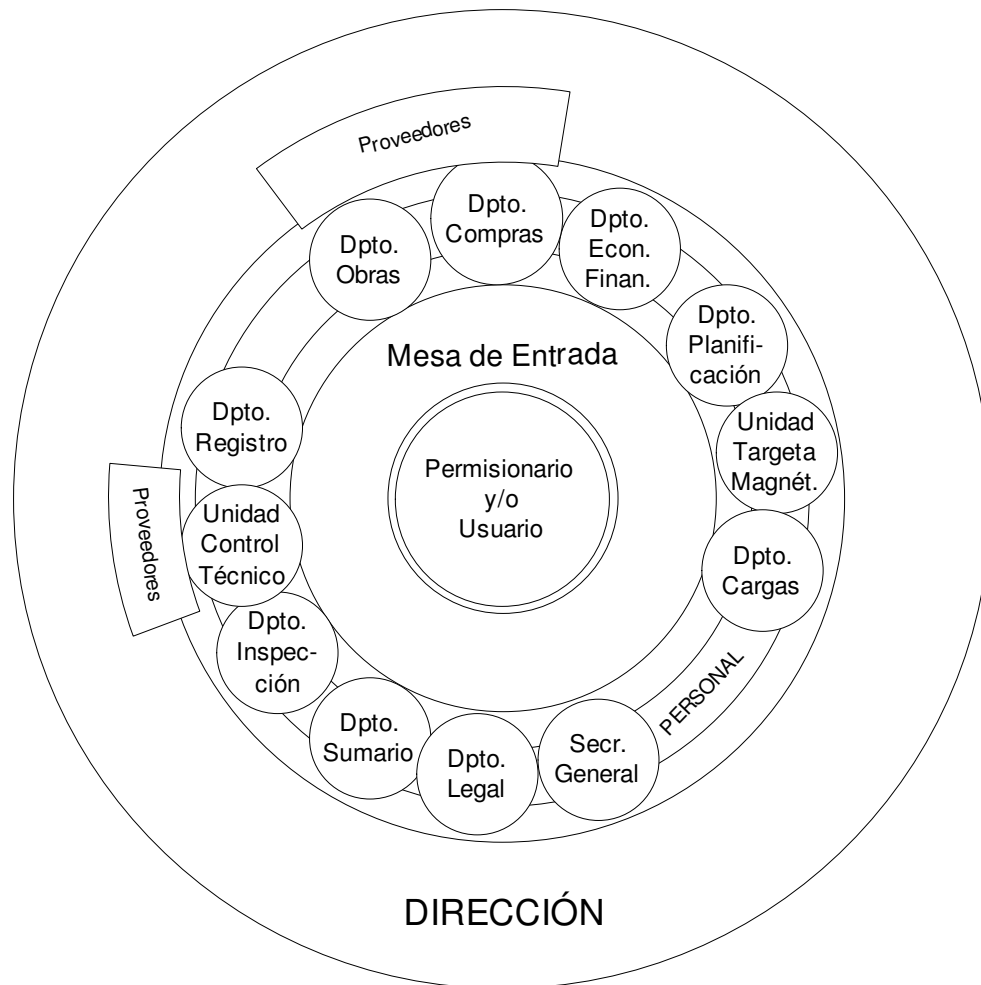 Proveedores
Dpto.
Compras
Dpto.
Econ.
Finan.
Dpto.
Obras
Dpto.
Planifi-
cación
Mesa de Entrada
Dpto.
Registro
Unidad
Targeta
Magnét.
Permisionario
y/o
Usuario
Proveedores
Unidad
Control
Técnico
Dpto.
Cargas
Dpto.
Inspec-
ción
PERSONAL
Dpto.
Sumario
Dpto.
Legal
Secr.
General
DIRECCIÓN